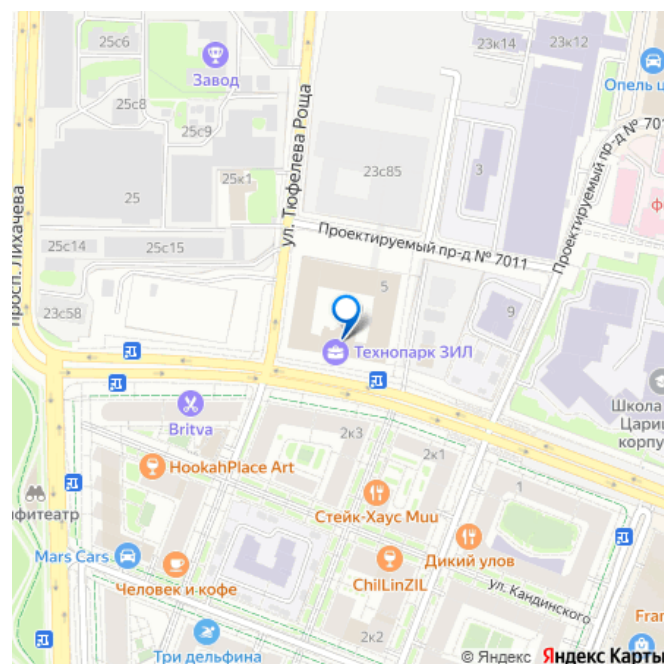 25с6
23к14
23к12
Завод
Опель ц
25с8
25с9
ул. Тюфелева Роща
23с85
3
Проектируемый пр-д № 701
25к1
25
просп. Лихачева
25с14
25с15
Проектируемый пр-д № 7011
ф
23с58
5
9
Технопарк ЗИЛ
Школа
Цари
корпу
Britva
2к3
2к1
HookahPlace Art
1
Стейк-Хаус Muu
фитеатр
Дикий улов
Mars Cars
Человек и кофе
ChilLinZIL
ул. Кандинского
2к2
Fran
Три дельфина
© Яндекс Яндекс Карты